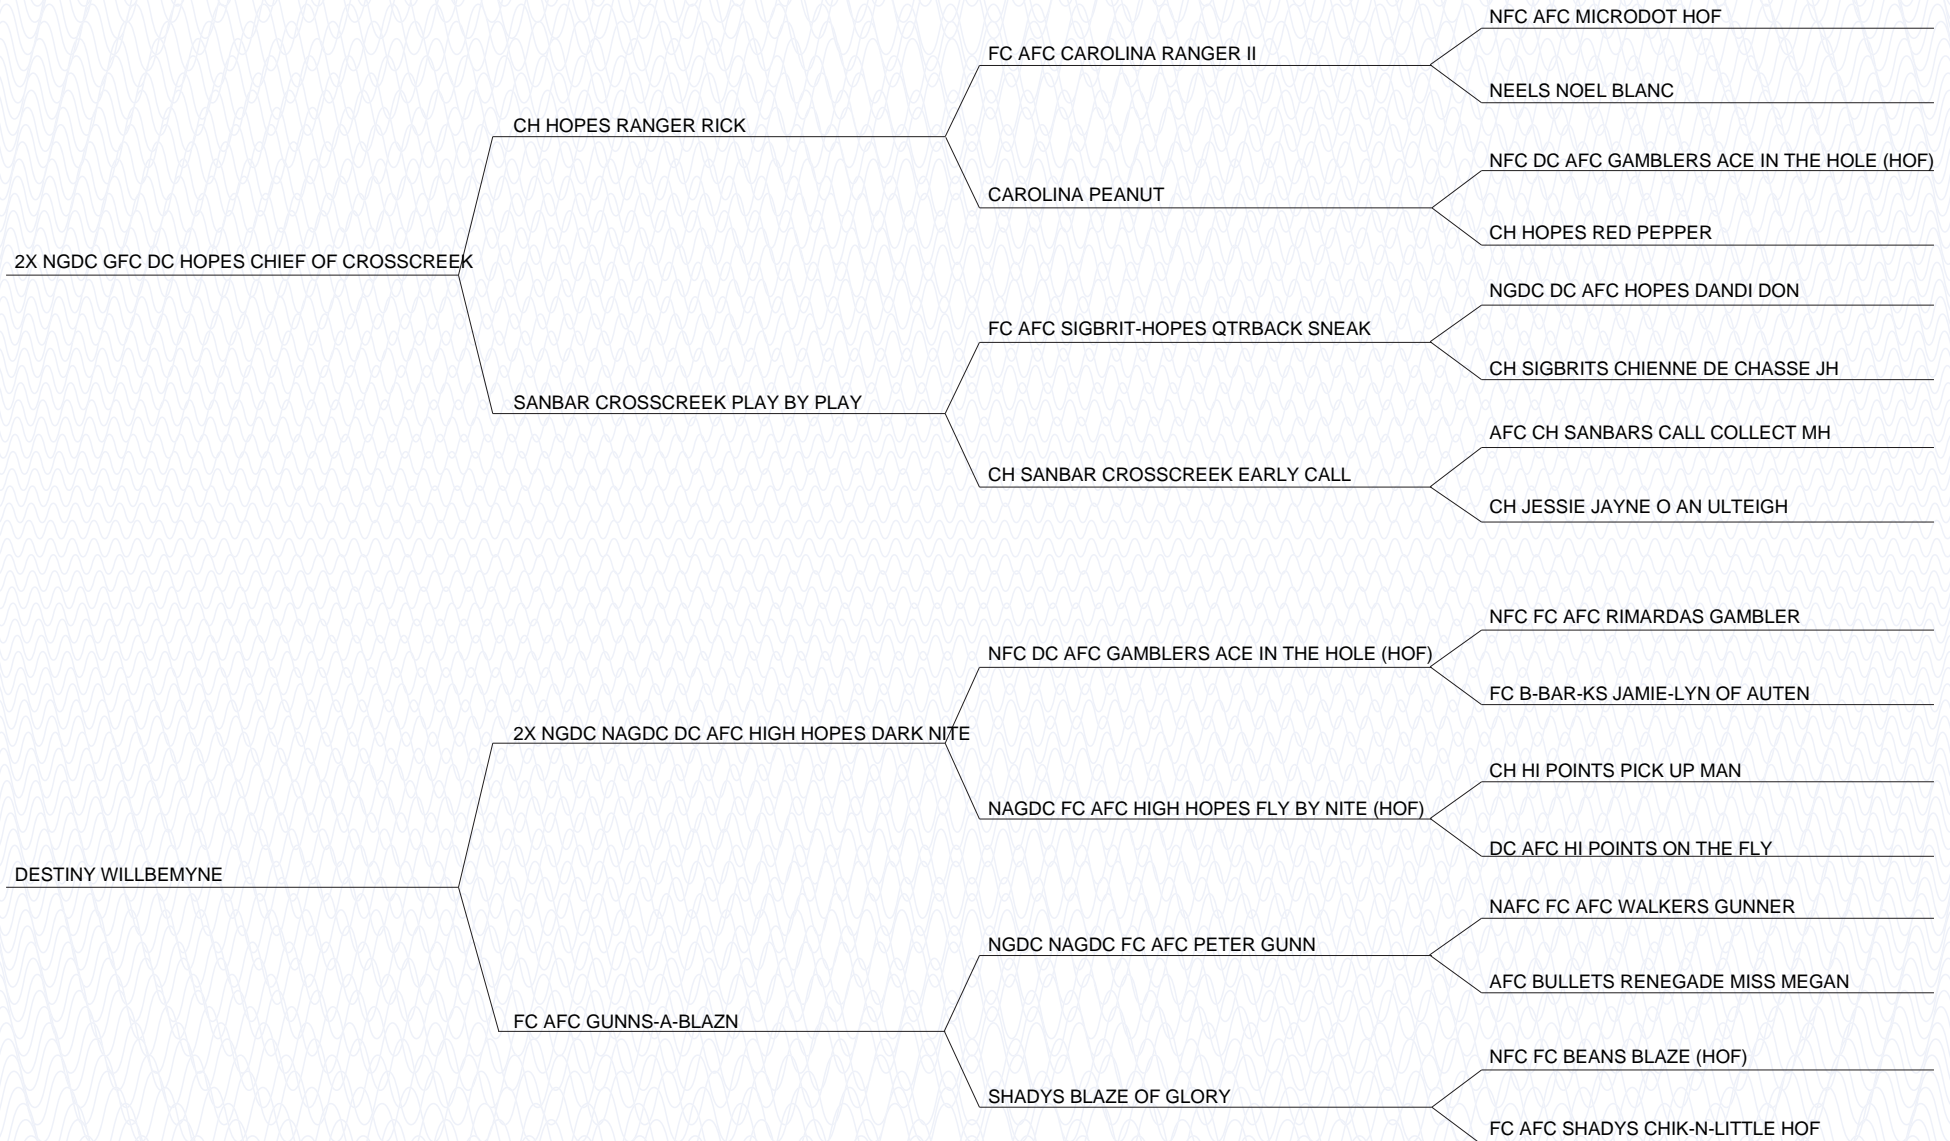 NFC AFC MICRODOT HOF
FC AFC CAROLINA RANGER II
NEELS NOEL BLANC
CH HOPES RANGER RICK
NFC DC AFC GAMBLERS ACE IN THE HOLE (HOF)
CAROLINA PEANUT
CH HOPES RED PEPPER
2X NGDC GFC DC HOPES CHIEF OF CROSSCREEK
NGDC DC AFC HOPES DANDI DON
FC AFC SIGBRIT-HOPES QTRBACK SNEAK
CH SIGBRITS CHIENNE DE CHASSE JH
SANBAR CROSSCREEK PLAY BY PLAY
AFC CH SANBARS CALL COLLECT MH
CH SANBAR CROSSCREEK EARLY CALL
CH JESSIE JAYNE O AN ULTEIGH
NFC FC AFC RIMARDAS GAMBLER
NFC DC AFC GAMBLERS ACE IN THE HOLE (HOF)
FC B-BAR-KS JAMIE-LYN OF AUTEN
2X NGDC NAGDC DC AFC HIGH HOPES DARK NITE
CH HI POINTS PICK UP MAN
NAGDC FC AFC HIGH HOPES FLY BY NITE (HOF)
DC AFC HI POINTS ON THE FLY
DESTINY WILLBEMYNE
NAFC FC AFC WALKERS GUNNER
NGDC NAGDC FC AFC PETER GUNN
AFC BULLETS RENEGADE MISS MEGAN
FC AFC GUNNS-A-BLAZN
NFC FC BEANS BLAZE (HOF)
SHADYS BLAZE OF GLORY
FC AFC SHADYS CHIK-N-LITTLE HOF